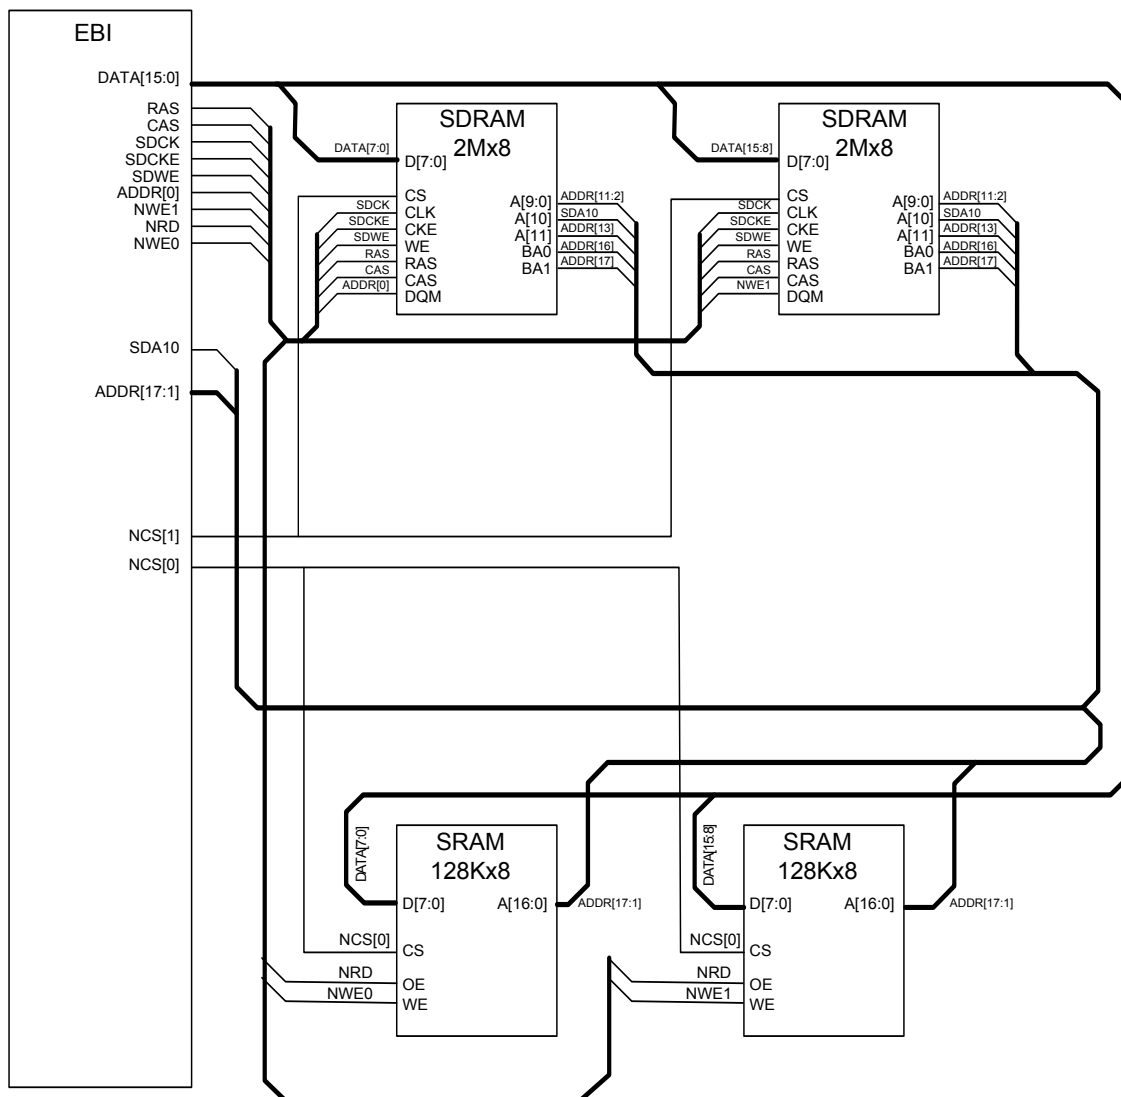 EBI
DATA[15:0]
RAS
CAS
SDCK
SDCKE
SDWE
ADDR[0]
NWE1
NRD
NWE0
SDA10
ADDR[17:1]
NCS[1]
NCS[0]
SDRAM
2Mx8
DATA[7:0]
D[7:0]
CS
SDCK
CLK
SDCKE
CKE
SDWE
WE
RAS
RAS
CAS
CAS
ADDR[0]
DQM
A[9:0]
ADDR[11:2]
A[10]
SDA10
A[11]
ADDR[13]
BA0
ADDR[16]
BA1
ADDR[17]
SDRAM
2Mx8
DATA[15:8]
D[7:0]
CS
SDCK
CLK
SDCKE
CKE
SDWE
WE
RAS
RAS
CAS
CAS
NWE1
DQM
A[9:0]
ADDR[11:2]
A[10]
SDA10
A[11]
ADDR[13]
BA0
ADDR[16]
BA1
ADDR[17]
SRAM
128Kx8
DATA[7:0]
D[7:0]
A[16:0]
ADDR[17:1]
NCS[0]
CS
NRD
OE
NWE0
WE
SRAM
128Kx8
DATA[15:8]
D[7:0]
A[16:0]
ADDR[17:1]
NCS[0]
CS
NRD
OE
NWE1
WE